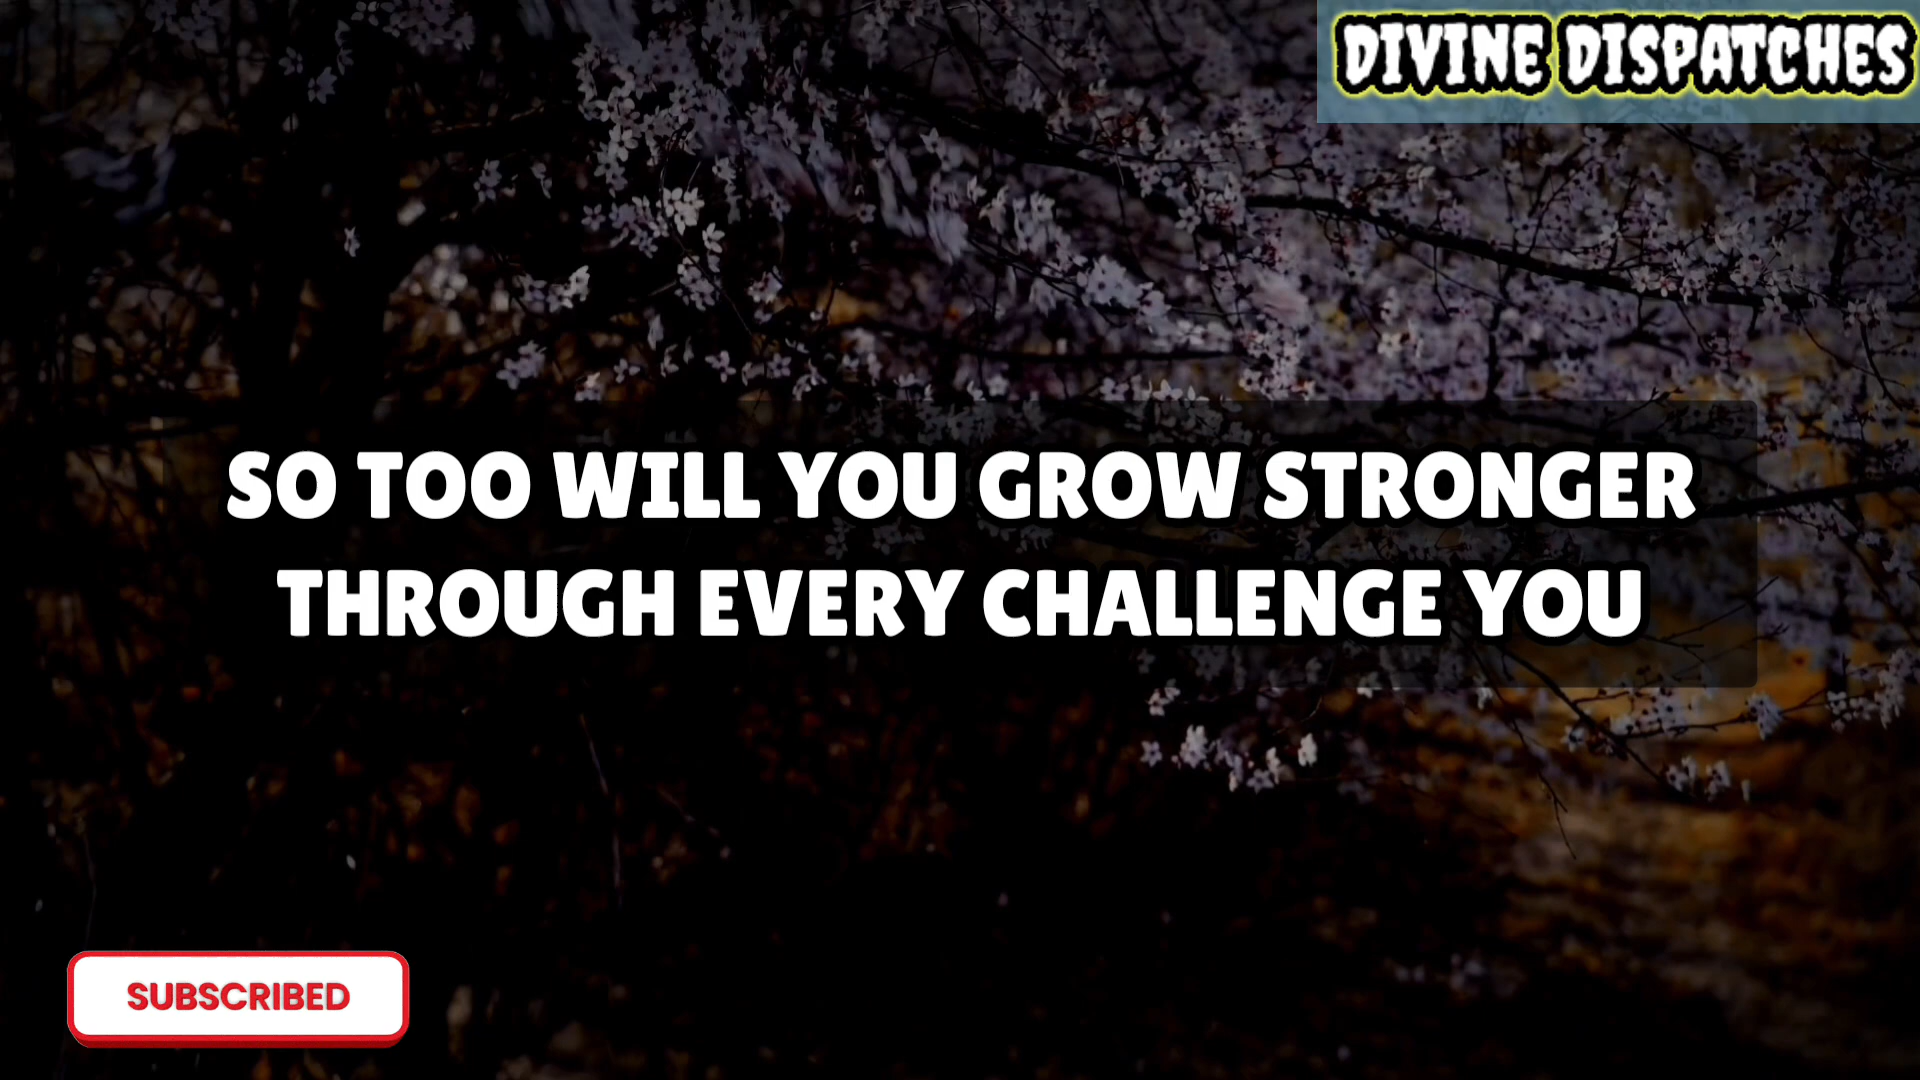 DIVINE DISPATCHES
SO TOO WILL YOU GROW STRONGER
THROUGH EVERY CHALLENGE YOU
SUBSCRIBED